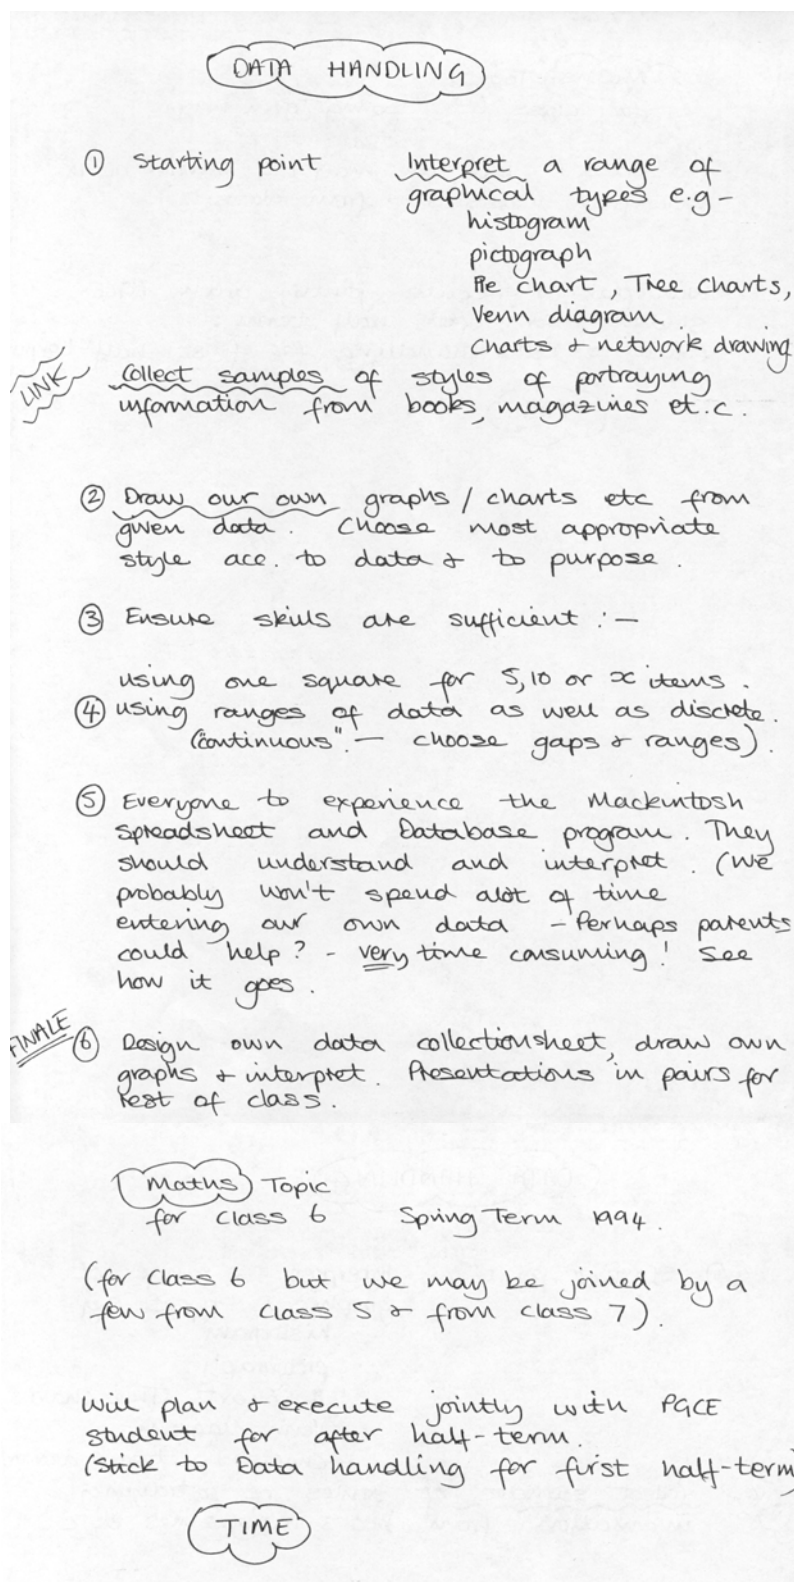 DATA HANDLING
① Starting point Interpret a range of
graphical types e.g –
histogram
pictograph
Pie chart, Tree charts,
Venn diagram
Charts & network drawing
LINK Collect samples of styles of portraying
information from books, magazines et.c.
② Draw our own graphs / charts etc from
given data. Choose most appropriate
style acc. to data & to purpose.
③ Ensure skills are sufficient :–
using one square for 5, 10 or x items.
④ using ranges of data as well as discrete.
("continuous" – choose gaps & ranges).
⑤ Everyone to experience the Mackintosh
Spreadsheet and Database program. They
should understand and interpret. (We
probably won't spend alot of time
entering our own data – Perhaps parents
could help? – very time consuming! See
how it goes.
FINALE ⑥ Design own data collectionsheet, draw own
graphs & interpret. Presentations in pairs for
rest of class.
Maths Topic
for Class 6 Spring Term 1994.
(for Class 6 but we may be joined by a
few from Class 5 & from Class 7).
Will plan & execute jointly with PGCE
student for after half-term.
(Stick to Data handling for first half-term)
TIME